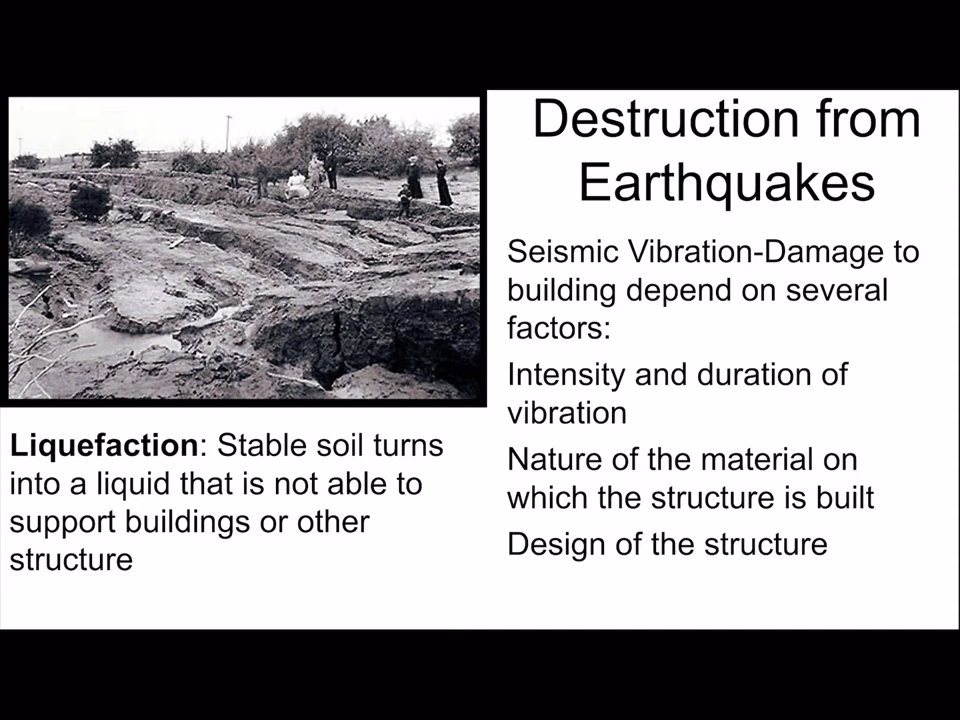 Destruction from
Earthquakes
Seismic Vibration-Damage to
building depend on several
factors:
Intensity and duration of
vibration
Nature of the material on
which the structure is built
Design of the structure
Liquefaction: Stable soil turns
into a liquid that is not able to
support buildings or other
structure